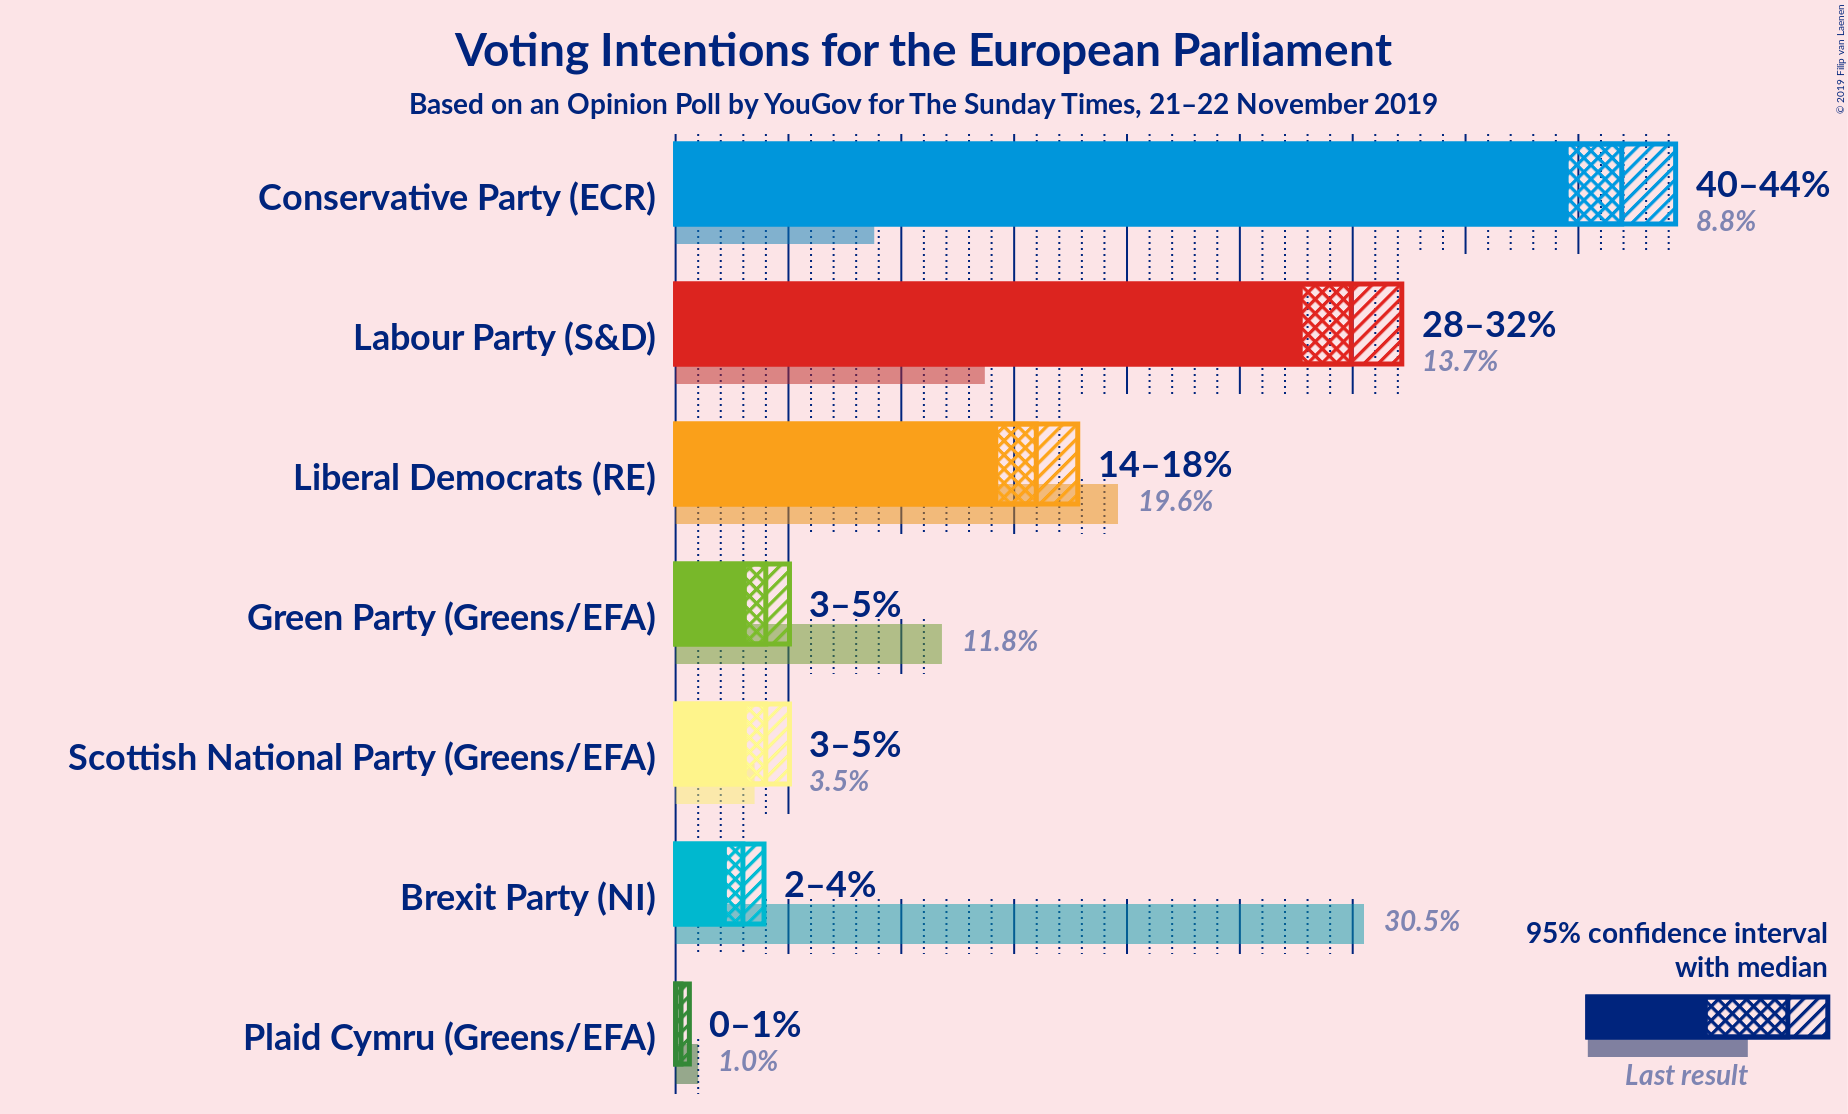 Voting Intentions for the European Parliament
Based on an Opinion Poll by YouGov for The Sunday Times, 21–22 November 2019
© 2019 Filip van Laenen
Conservative Party (ECR)
40–44%
8.8%
Labour Party (S&D)
28–32%
13.7%
Liberal Democrats (RE)
14–18%
19.6%
Green Party (Greens/EFA)
3–5%
11.8%
Scottish National Party (Greens/EFA)
3–5%
3.5%
Brexit Party (NI)
2–4%
30.5%
Plaid Cymru (Greens/EFA)
0–1%
1.0%
95% confidence interval
with median
Last result